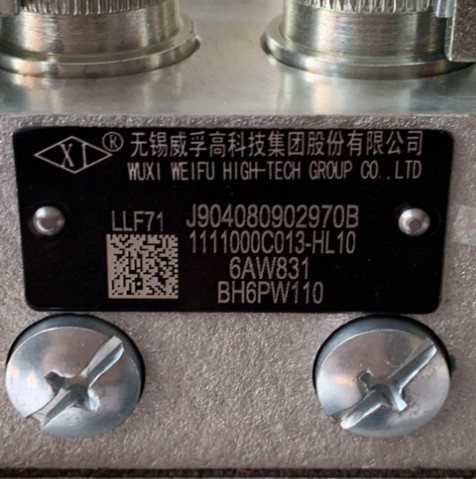 XI® 无锡威孚高科技集团股份有限公司
WUXI WEIFU HIGH-TECH GROUP CO.,LTD
LLF71 J904080902970B
1111000C013-HL10
6AW831
BH6PW110